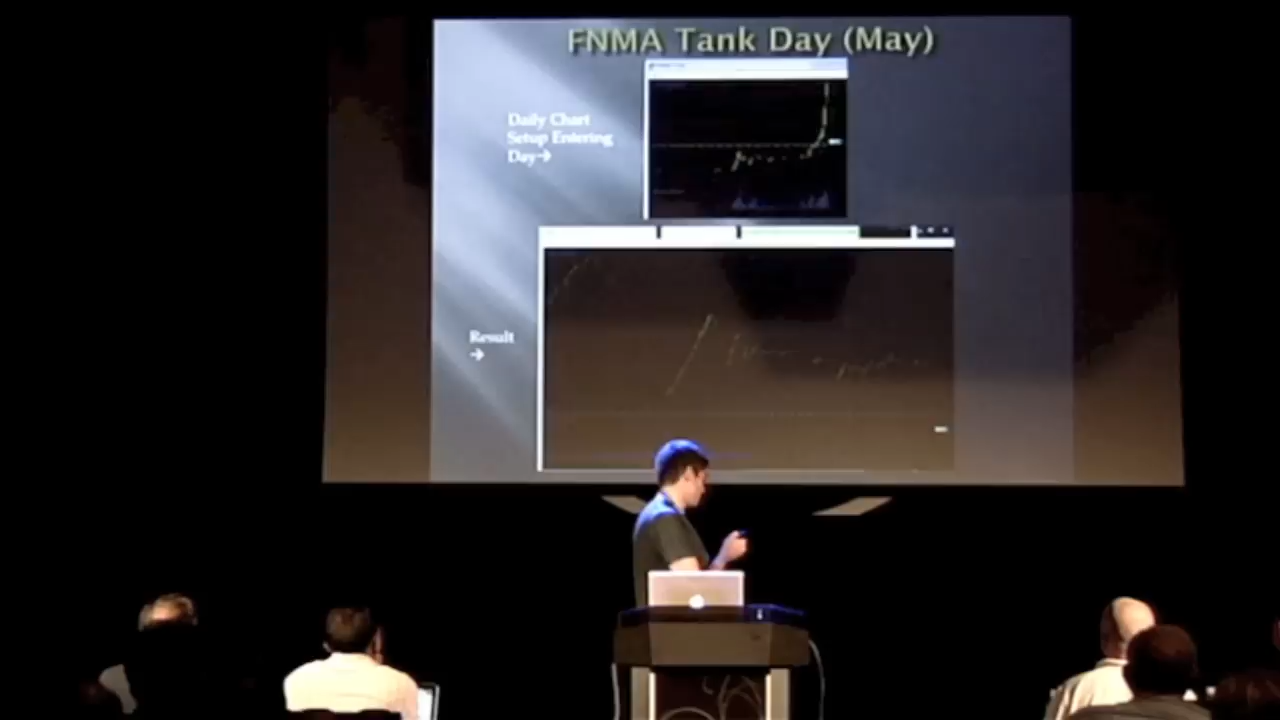 FNMA Tank Day (May)
Daily Chart
Setup Entering
Day→
Result
→